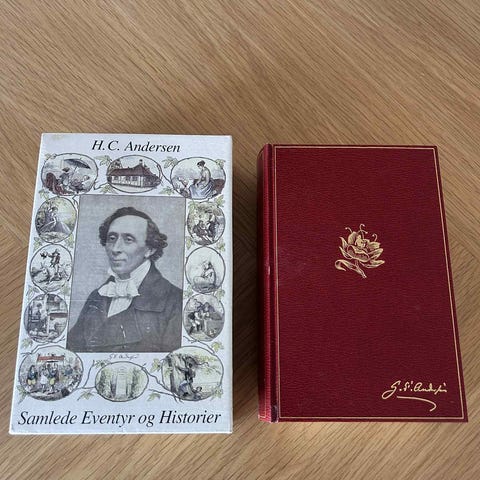 H. C. Andersen
Samlede Eventyr og Historier